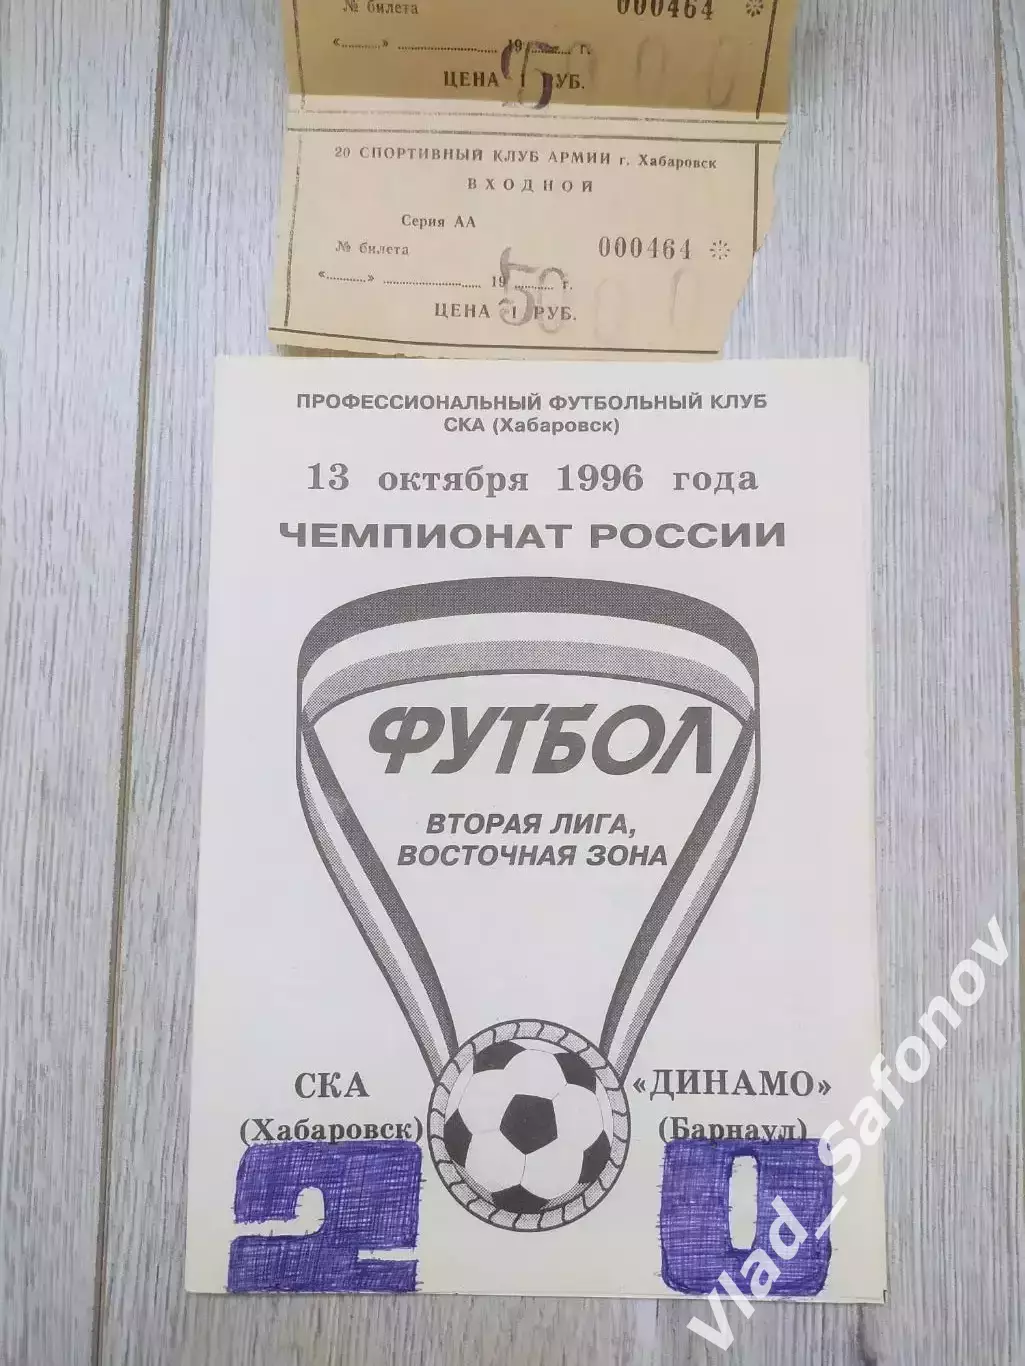 № билета 000464
«..........» .......................... 19 .......... г.
5000
ЦЕНА 1 РУБ.
20 СПОРТИВНЫЙ КЛУБ АРМИИ г. Хабаровск
ВХОДНОЙ
Серия АА
№ билета 000464
«..........» .......................... 19 .......... г.
5000
ЦЕНА 1 РУБ.
ПРОФЕССИОНАЛЬНЫЙ ФУТБОЛЬНЫЙ КЛУБ
СКА (Хабаровск)
13 октября 1996 года
ЧЕМПИОНАТ РОССИИ
ФУТБОЛ
ВТОРАЯ ЛИГА,
ВОСТОЧНАЯ ЗОНА
СКА «ДИНАМО»
(Хабаровск) (Барнаул)
2 0
Vlad_Safonov